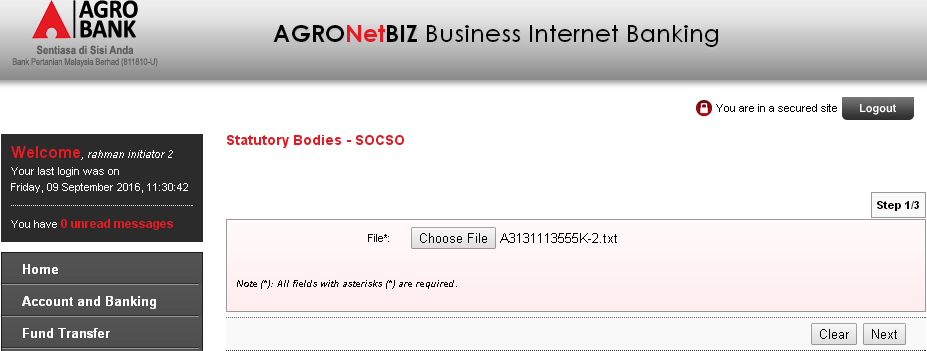 AGRO
BANK
Sentiasa di Sisi Anda
Bank Pertanian Malaysia Berhad (811810-U)
AGRONetBIZ Business Internet Banking
You are in a secured site Logout
Welcome, rahman initiator 2
Your last login was on
Friday, 09 September 2016, 11:30:42
You have 0 unread messages
Home
Account and Banking
Fund Transfer
Statutory Bodies - SOCSO
Step 1/3
File*: Choose File A3131113555K-2.txt
Note (*): All fields with asterisks (*) are required.
Clear Next